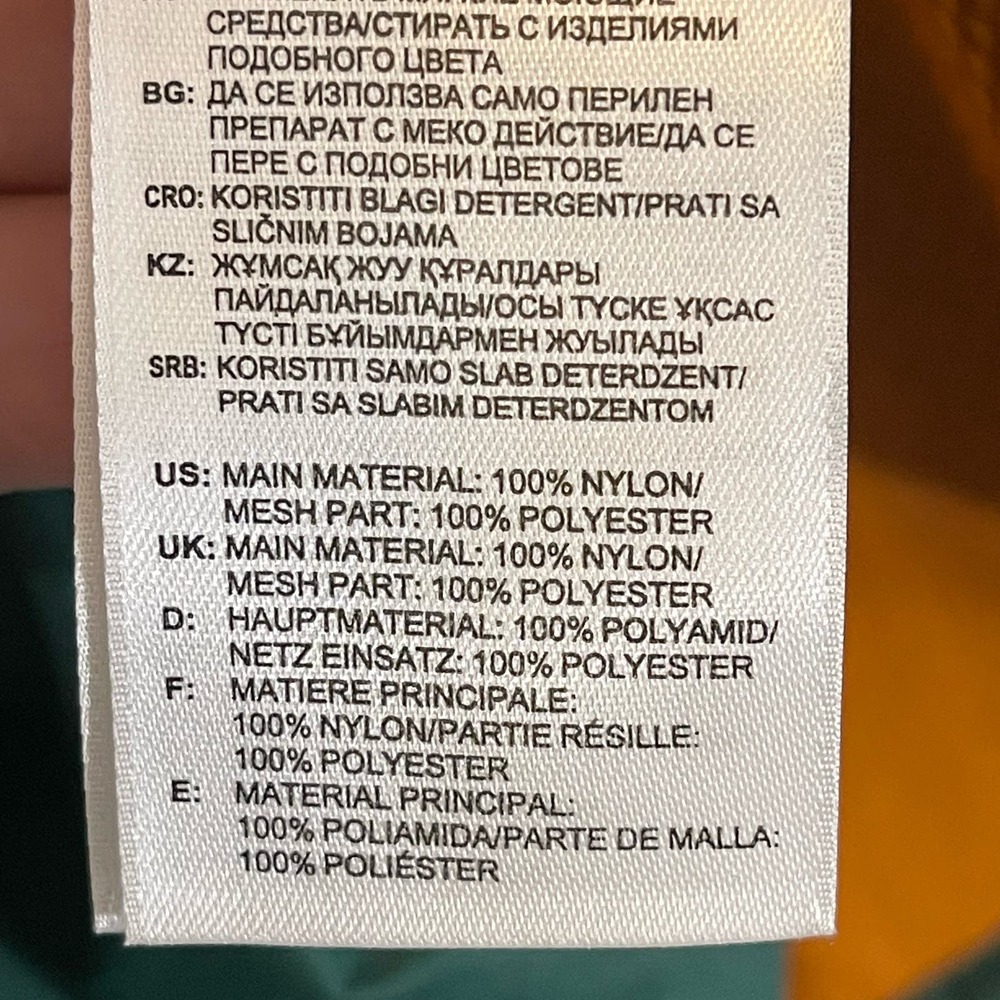 СРЕДСТВА/СТИРАТЬ С ИЗДЕЛИЯМИ
ПОДОБНОГО ЦВЕТА
BG: ДА СЕ ИЗПОЛЗВА САМО ПЕРИЛЕН
ПРЕПАРАТ С МЕКО ДЕЙСТВИЕ/ДА СЕ
ПЕРЕ С ПОДОБНИ ЦВЕТОВЕ
CRO: KORISTITI BLAGI DETERGENT/PRATI SA
SLIČNIM BOJAMA
KZ: ЖҰМСАҚ ЖУУ ҚҰРАЛДАРЫ
ПАЙДАЛАНЫЛАДЫ/ОСЫ ТҮСКЕ ҰҚСАС
ТҮСТІ БҰЙЫМДАРМЕН ЖУЫЛАДЫ
SRB: KORISTITI SAMO SLAB DETERDZENT/
PRATI SA SLABIM DETERDZENTOM
US: MAIN MATERIAL: 100% NYLON/
MESH PART: 100% POLYESTER
UK: MAIN MATERIAL: 100% NYLON/
MESH PART: 100% POLYESTER
D: HAUPTMATERIAL: 100% POLYAMID/
NETZ EINSATZ: 100% POLYESTER
F: MATIERE PRINCIPALE:
100% NYLON/PARTIE RÉSILLE:
100% POLYESTER
E: MATERIAL PRINCIPAL:
100% POLIAMIDA/PARTE DE MALLA:
100% POLIÉSTER